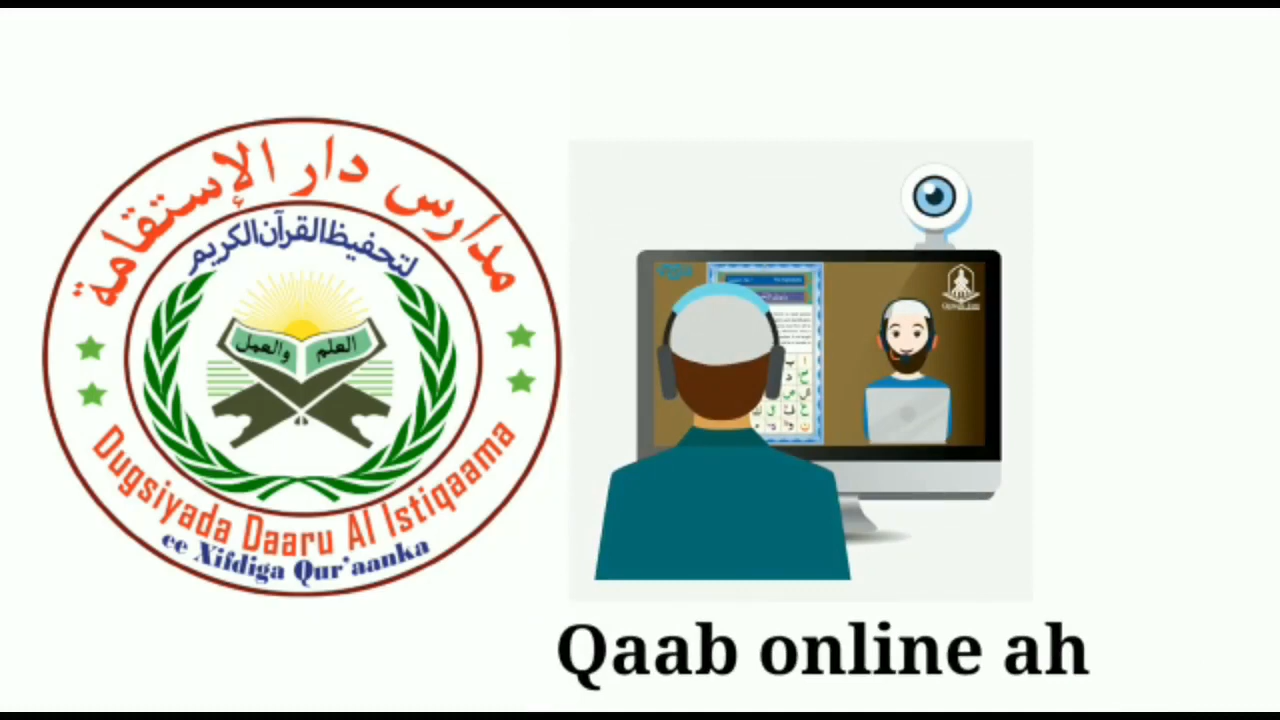 مدارس دار الإستقامة
لتحفيظ القرآن الكريم
العلم والعمل
Dugsiyada Daaru Al Istiqaama
ee Xifdiga Qur'aanka
Qaab online ah